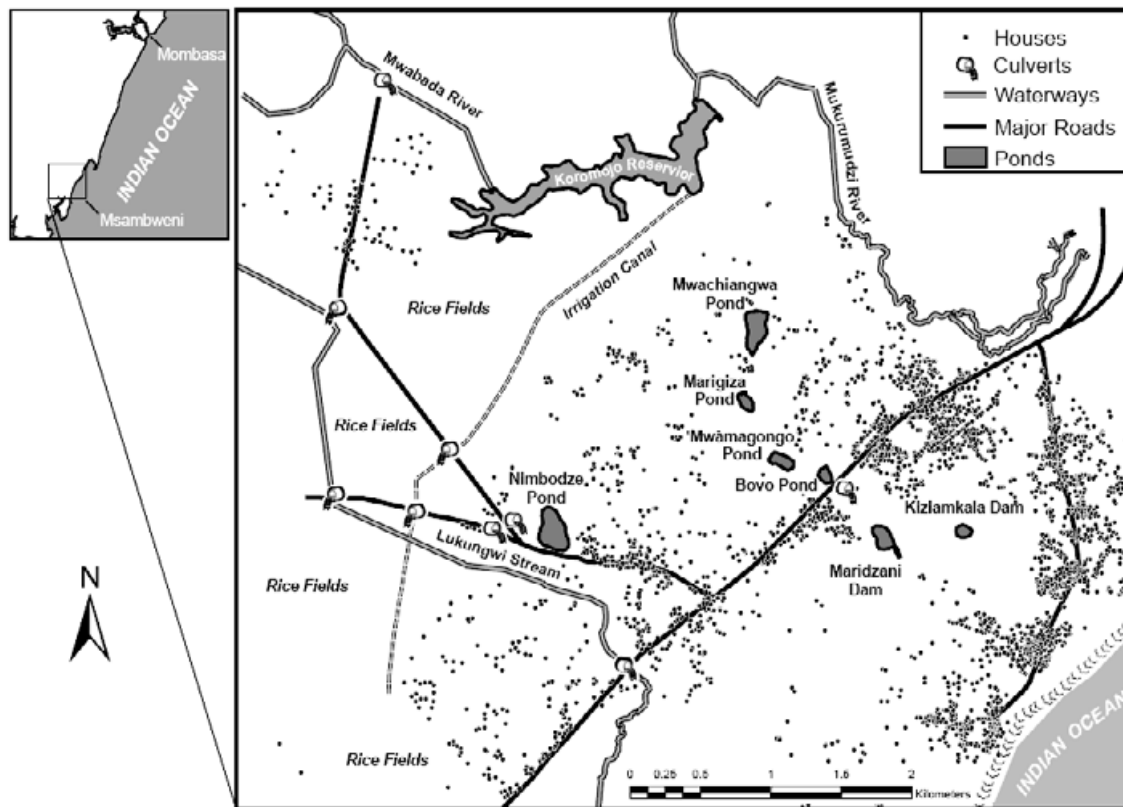 Mombasa
INDIAN OCEAN
Msambweni
N
Houses
Culverts
Waterways
Major Roads
Ponds
Mwabada River
Koromojo Reservior
Mukurumudzi River
Irrigation Canal
Rice Fields
Mwachiangwa
Pond
Marigiza
Pond
Rice Fields
Mwamagongo
Pond
Nimbodze
Pond
Bovo Pond
Kizlamkala Dam
Lukungwi Stream
Maridzani
Dam
Rice Fields
Rice Fields
INDIAN OCEAN
0 0.25 0.5 1 1.5 2
Kilometers